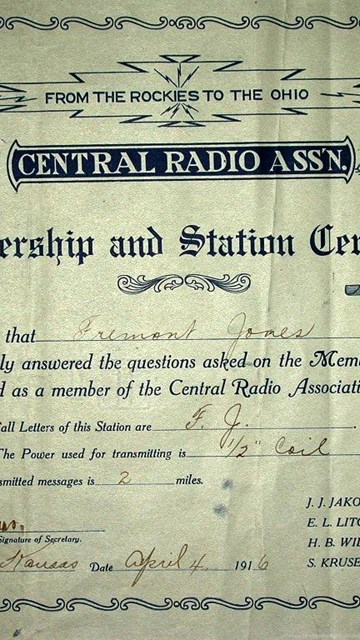 FROM THE ROCKIES TO THE OHIO
CENTRAL RADIO ASS'N.
ership and Station Cer
that Fremont Jones
ly answered the questions asked on the Mem
d as a member of the Central Radio Associati
all Letters of this Station are F. J.
The Power used for transmitting is 1/2" Coil
smitted messages is 2 miles.
J. J. JAKO
E. L. LITO
Signature of Secretary.
H. B. WIL
Kansas Date April 4, 1916
S. KRUSE